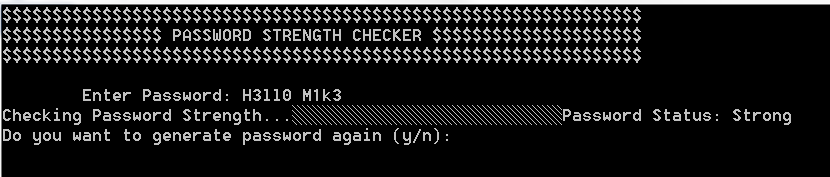 $$$$$$$$$$$$$$$$$$$$$$$$$$$$$$$$$$$$$$$$$$$$$$$$$$$$$$$$$$$$$$$$
$$$$$$$$$$$$$$$$ PASSWORD STRENGTH CHECKER $$$$$$$$$$$$$$$$$$$$$
$$$$$$$$$$$$$$$$$$$$$$$$$$$$$$$$$$$$$$$$$$$$$$$$$$$$$$$$$$$$$$$$
Enter Password: H3ll0 M1k3
Checking Password Strength...\\\\\\\\\\\\\\\\\\\\\\\\\\\Password Status: Strong
Do you want to generate password again (y/n):